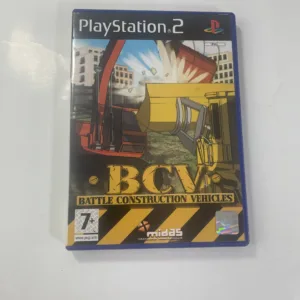 PlayStation 2
BCV
BATTLE CONSTRUCTION VEHICLES
7+
midas